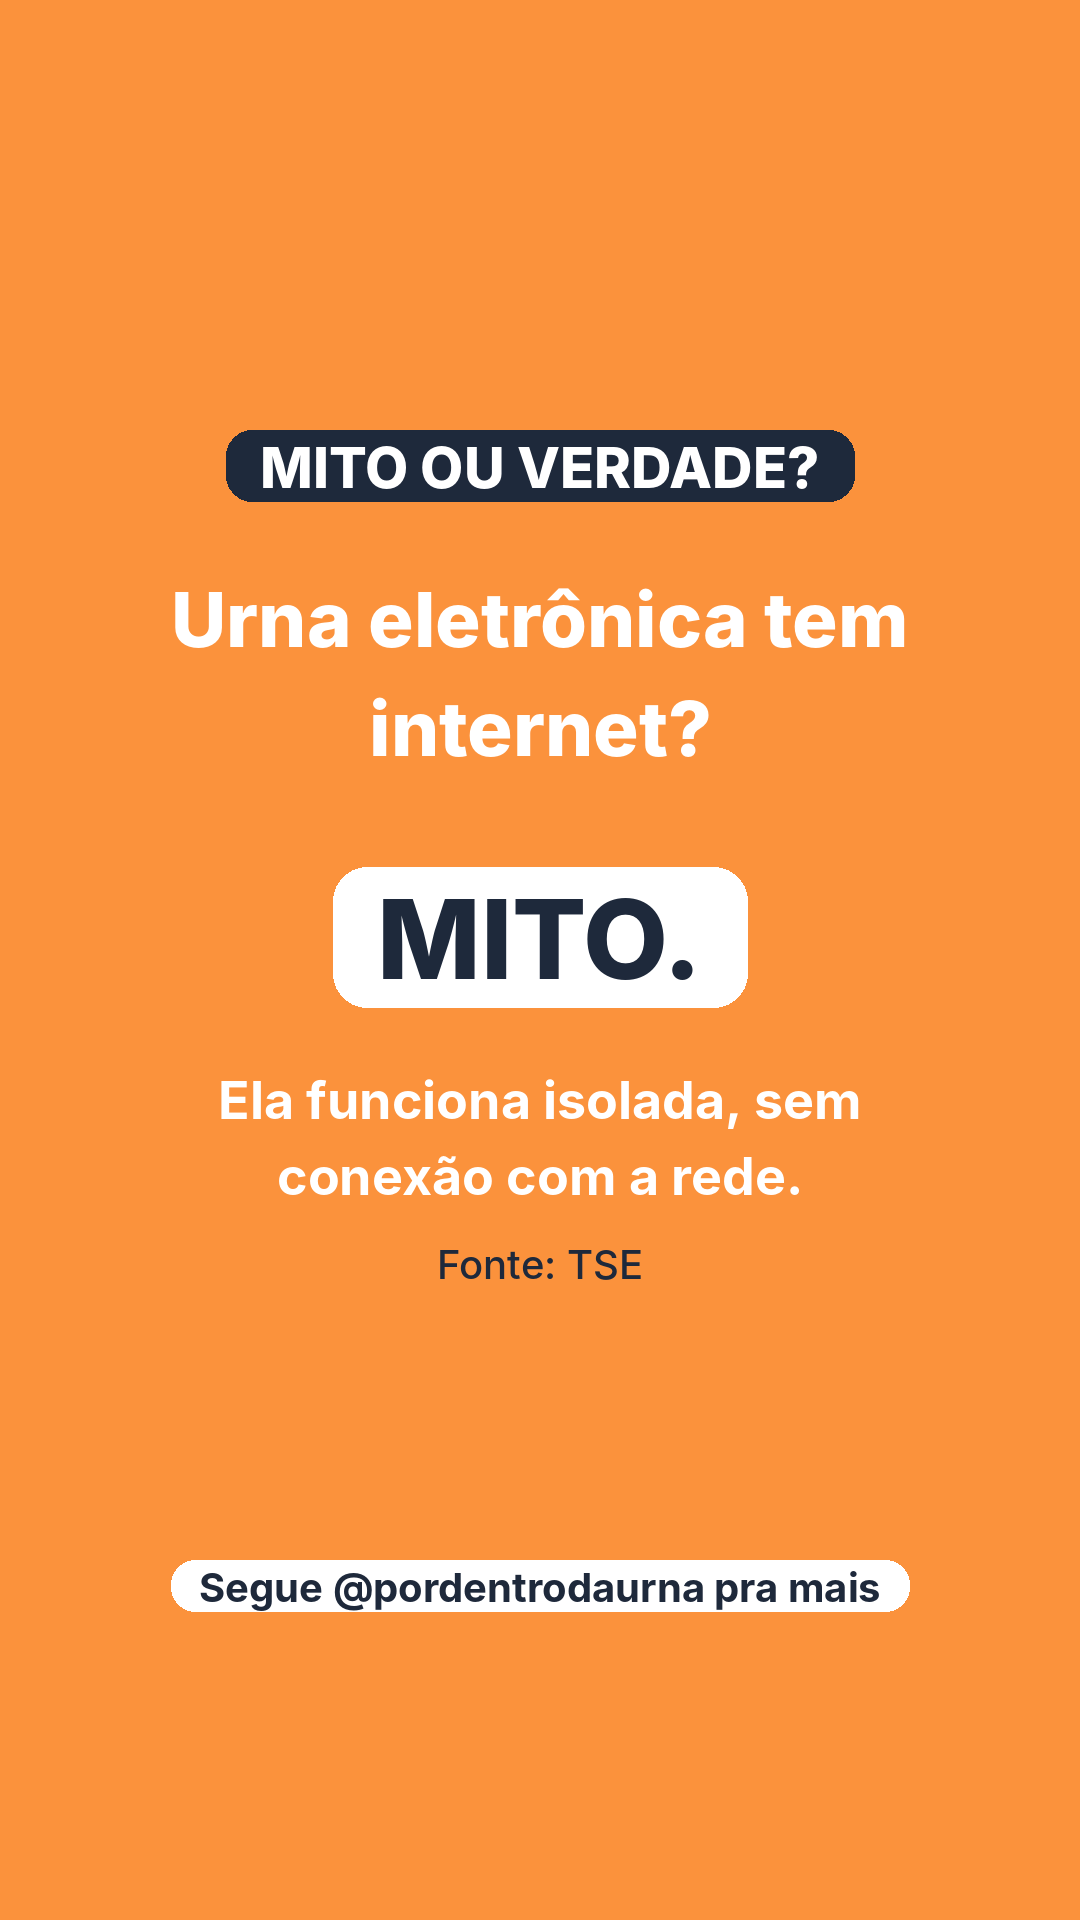 MITO OU VERDADE?
Urna eletrônica tem
internet?
MITO.
Ela funciona isolada, sem
conexão com a rede.
Fonte: TSE
Segue @pordentrodaurna pra mais